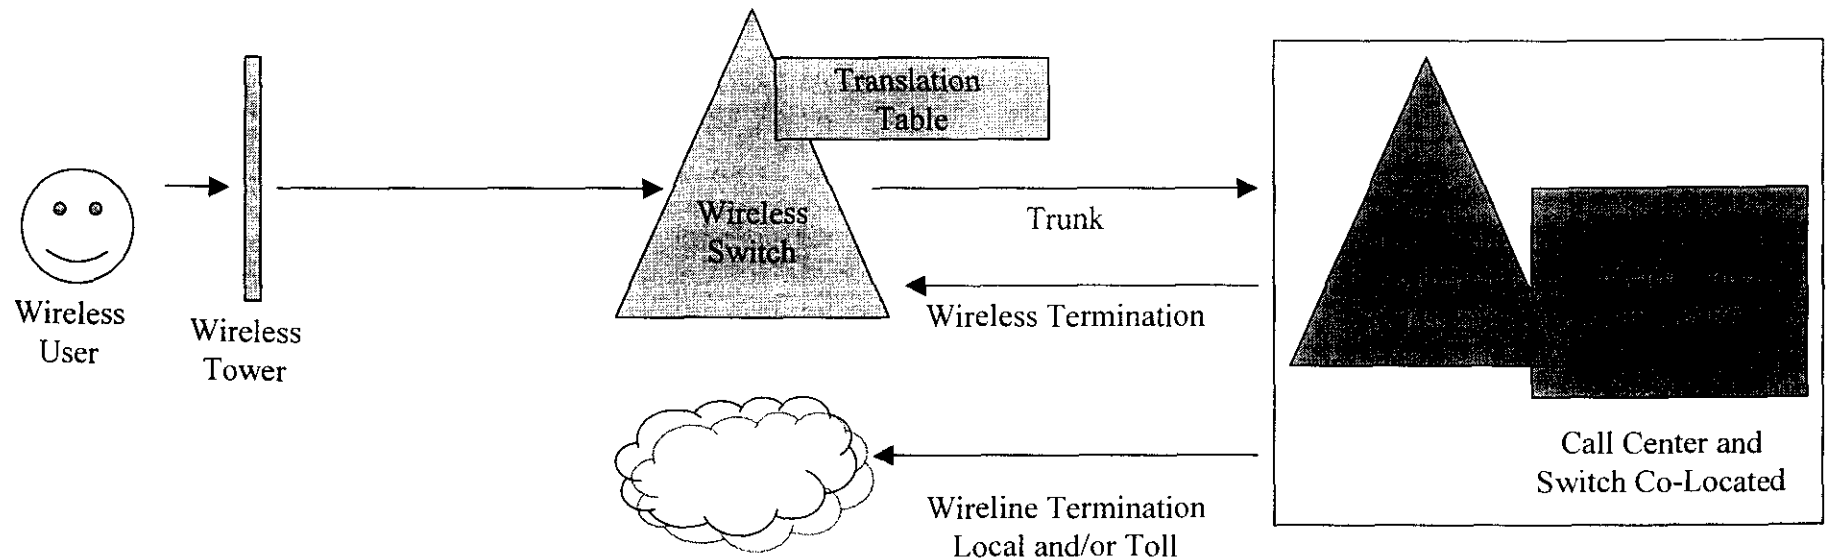 Translation
Table
Wireless
Switch
Trunk
Wireless
User
Wireless
Tower
Wireless Termination
Call Center and
Switch Co-Located
Wireline Termination
Local and/or Toll